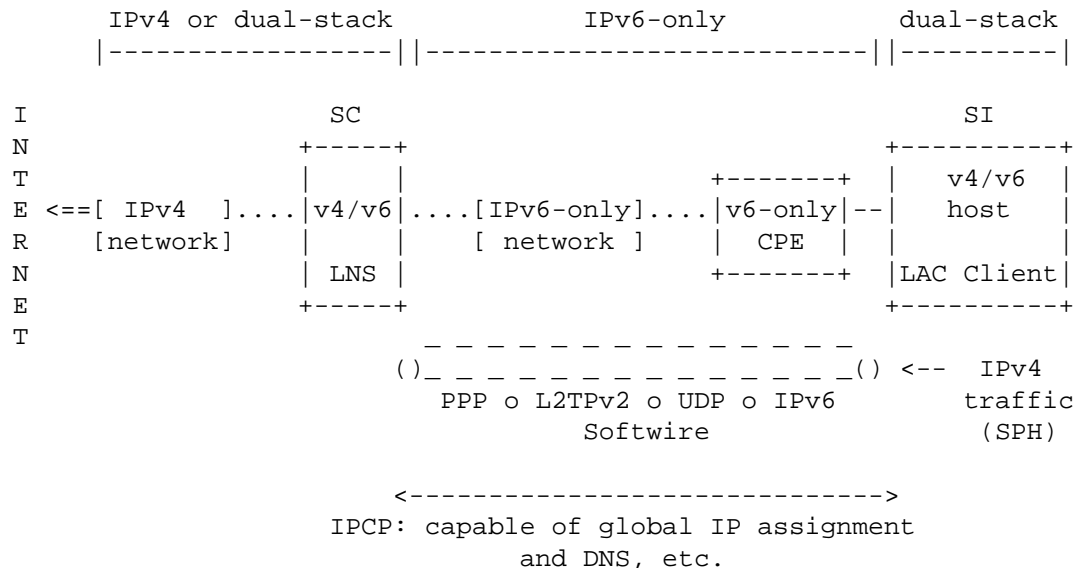 IPv4 or dual-stack            IPv6-only             dual-stack
      |------------------||----------------------------||----------|

I                    SC                                      SI
N                 +-----+                               +----------+
T                 |     |                   +-------+   |  v4/v6   |
E <==[ IPv4  ]....|v4/v6|....[IPv6-only]....|v6-only|--|   host   |
R    [network]    |     |    [ network ]    |  CPE  |   |          |
N                 | LNS |                   +-------+   |LAC Client|
E                 +-----+                               +----------+
T                         _ _ _ _ _ _ _ _ _ _ _ _ _ _
                        ()_ _ _ _ _ _ _ _ _ _ _ _ _ _() <--  IPv4
                           PPP o L2TPv2 o UDP o IPv6        traffic
                                    Softwire                 (SPH)

                        <------------------------------>
                    IPCP: capable of global IP assignment
                                and DNS, etc.